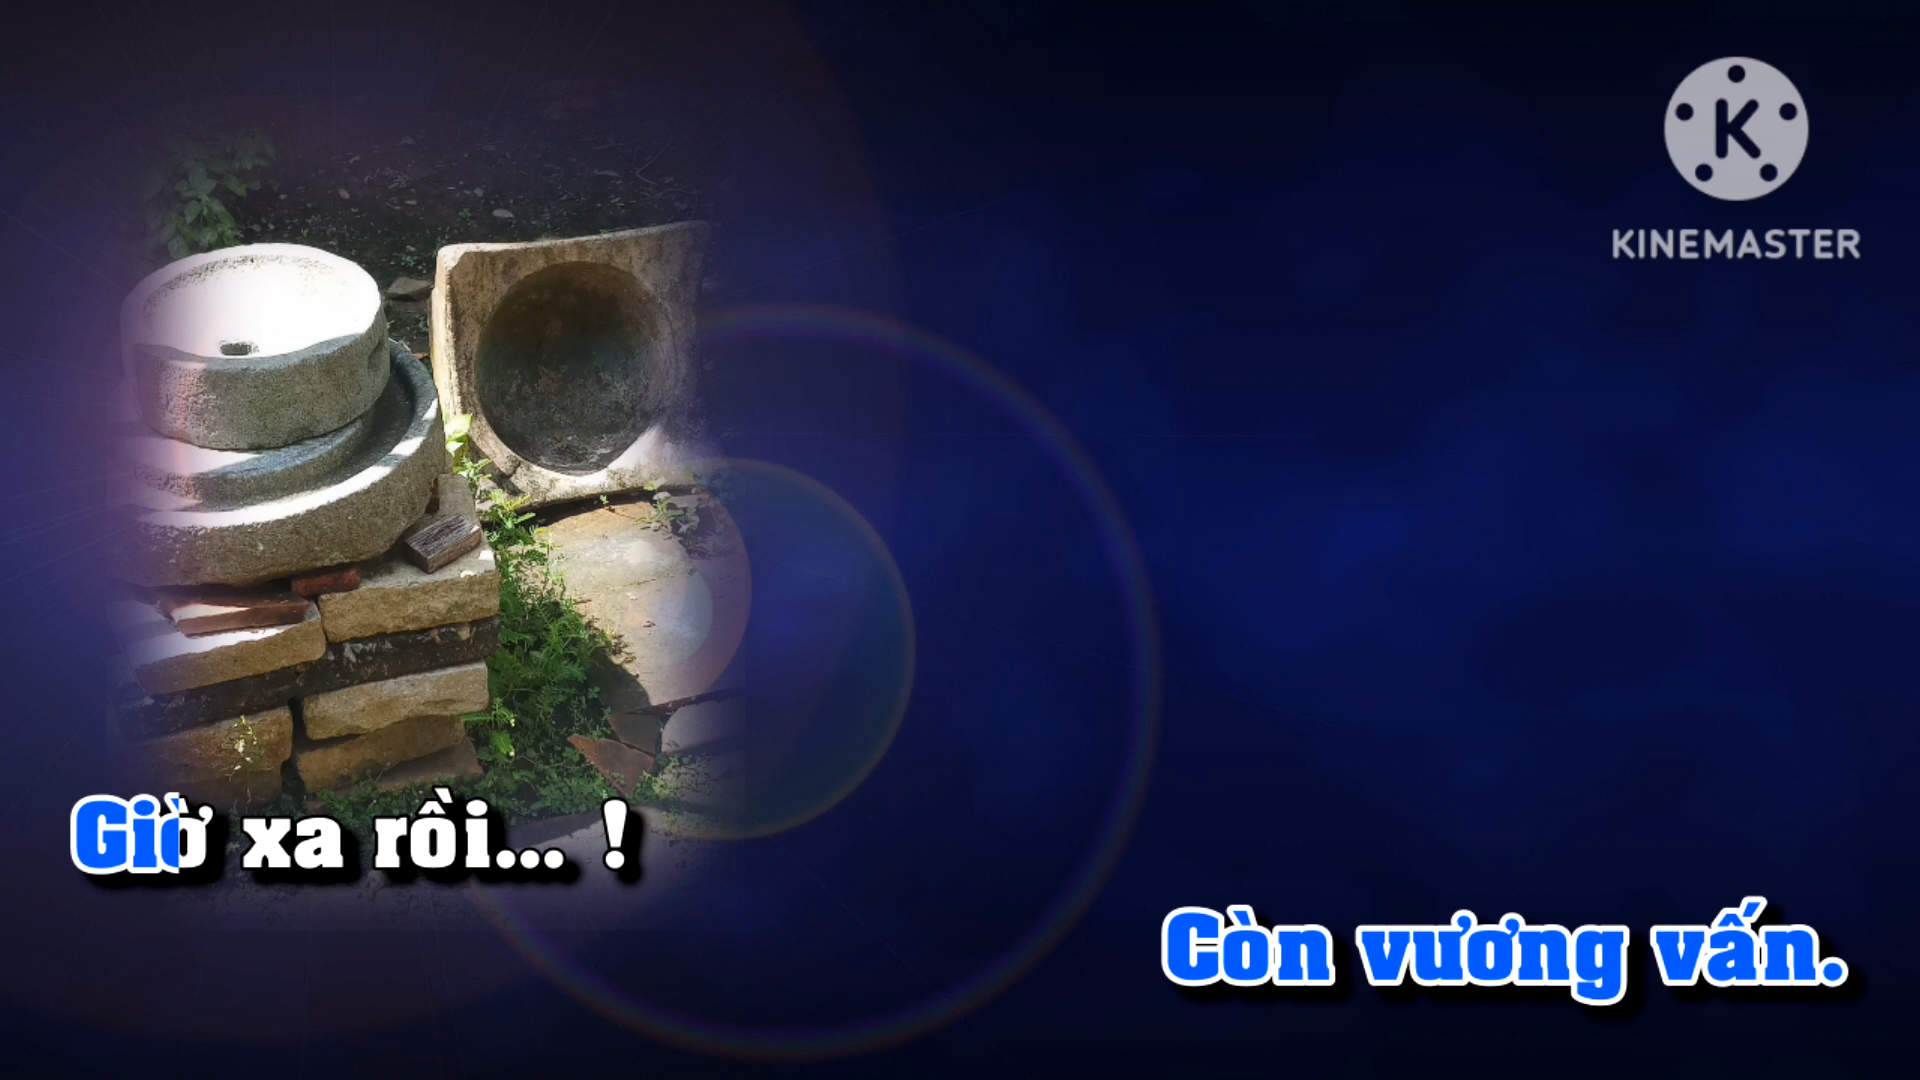 KINEMASTER
Giờ xa rồi... !
Còn vương vấn.